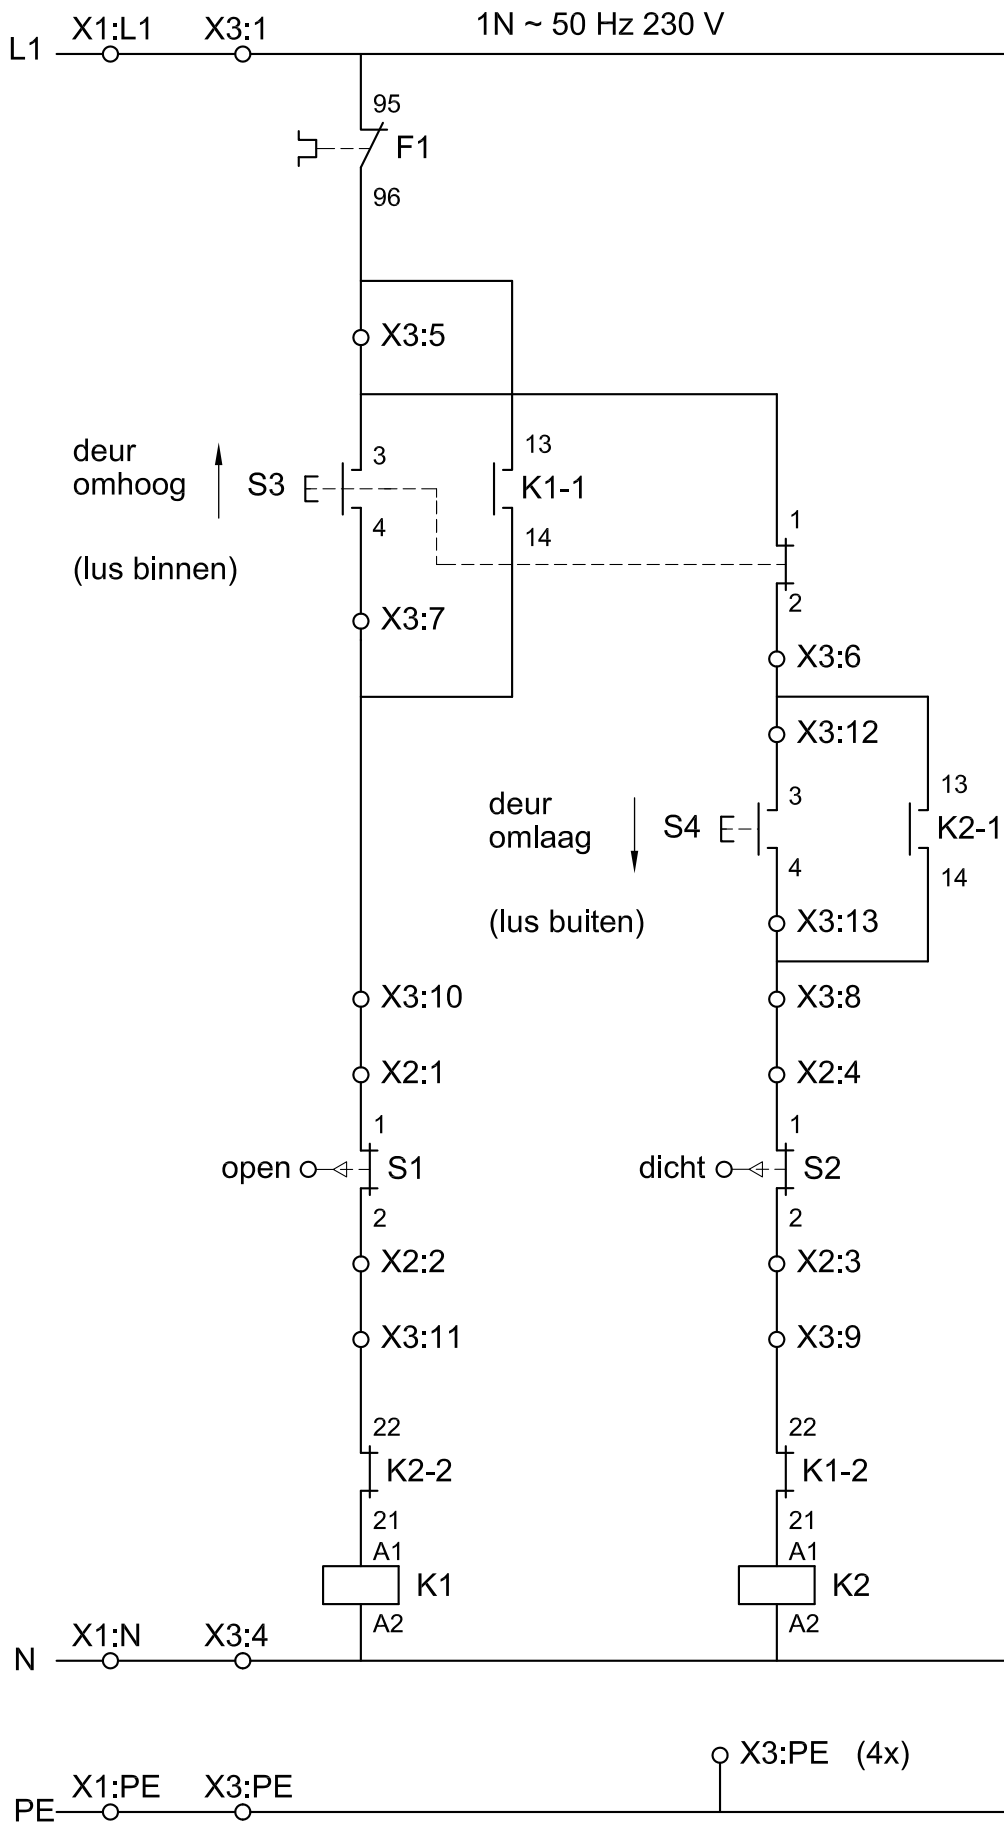 1N ~ 50 Hz 230 V
X1:L1 X3:1
L1
95
F1
96
X3:5
deur
omhoog
S3
3
4
13
K1-1
14
(lus binnen)
1
2
X3:7
X3:6
X3:12
deur
omlaag
S4
3
4
13
K2-1
14
(lus buiten)
X3:13
X3:10 X3:8
X2:1 X2:4
1 1
open S1 dicht S2
2 2
X2:2 X2:3
X3:11 X3:9
22 22
K2-2 K1-2
21 21
A1 A1
K1 K2
A2 A2
X1:N X3:4
N
X3:PE (4x)
X1:PE X3:PE
PE